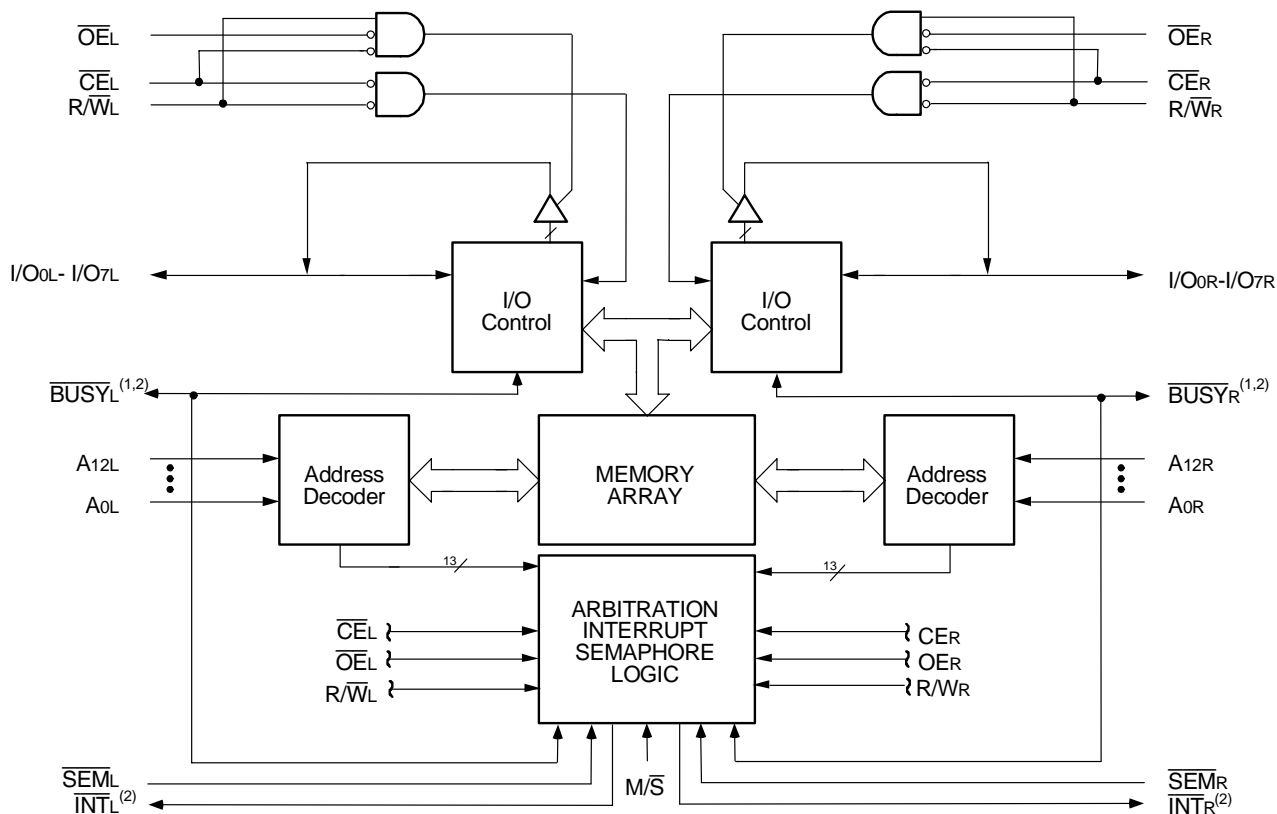 OEL
OER
CEL
CER
R/WL
R/WR
I/O0L- I/O7L
I/O Control
I/O Control
I/O0R-I/O7R
BUSYL(1,2)
BUSYR(1,2)
A12L
A0L
Address Decoder
MEMORY ARRAY
Address Decoder
A12R
A0R
13
13
ARBITRATION
INTERRUPT
SEMAPHORE
LOGIC
CEL
OEL
R/WL
CER
OER
R/WR
SEML
INTL(2)
M/S
SEMR
INTR(2)